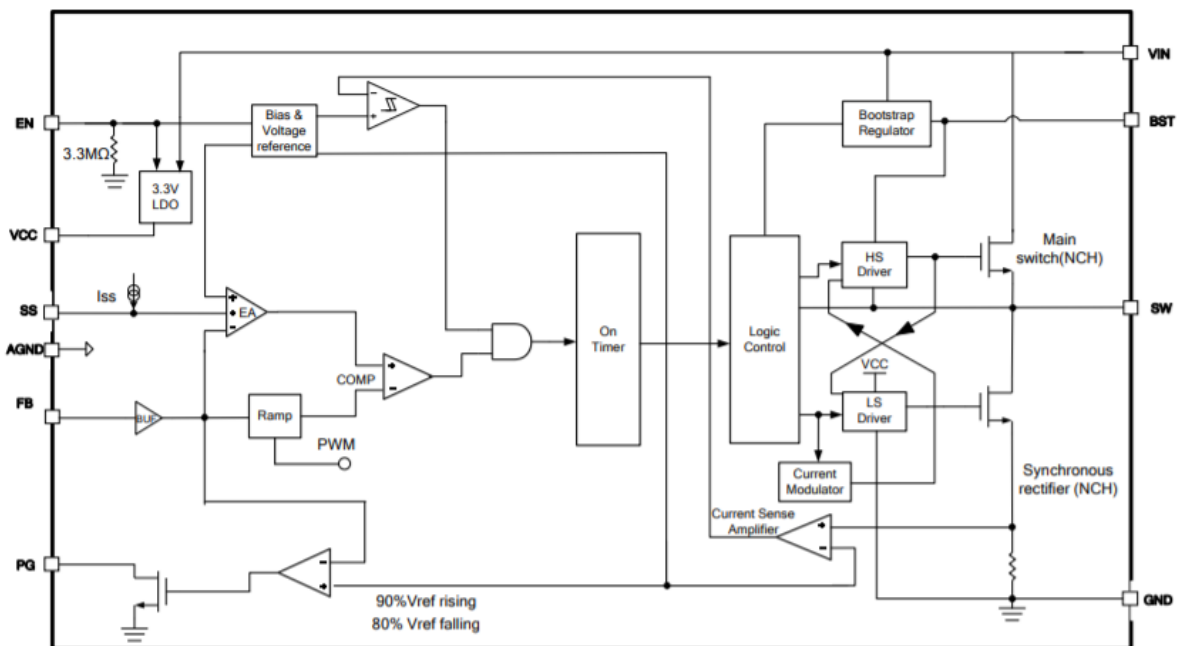 VIN
EN
Bias &
Voltage
reference
Bootstrap
Regulator
BST
3.3MΩ
3.3V
LDO
VCC
Main
switch(NCH)
HS
Driver
Iss
SS
EA
SW
AGND
On
Timer
Logic
Control
VCC
COMP
FB
BUF
Ramp
LS
Driver
PWM
Current
Modulator
Synchronous
rectifier (NCH)
Current Sense
Amplifier
PG
90%Vref rising
80% Vref falling
GND